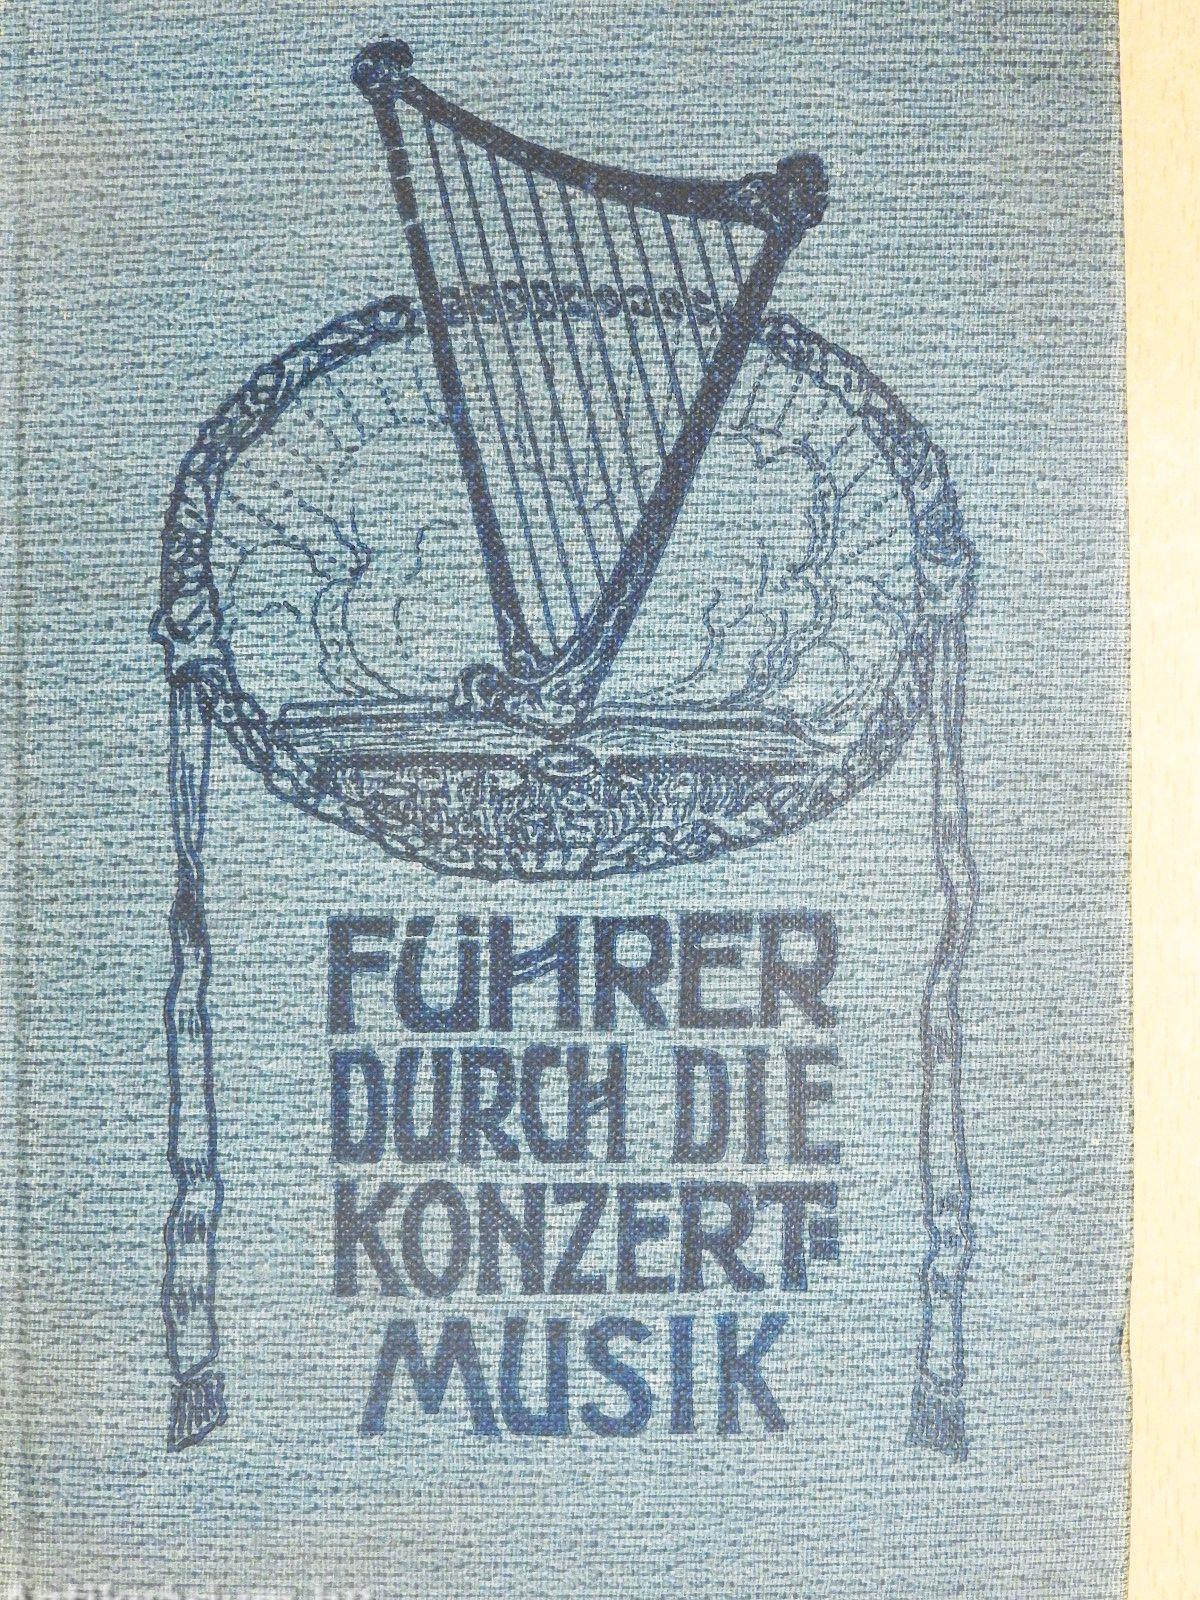 FÜHRER
DURCH DIE
KONZERT=
MUSIK